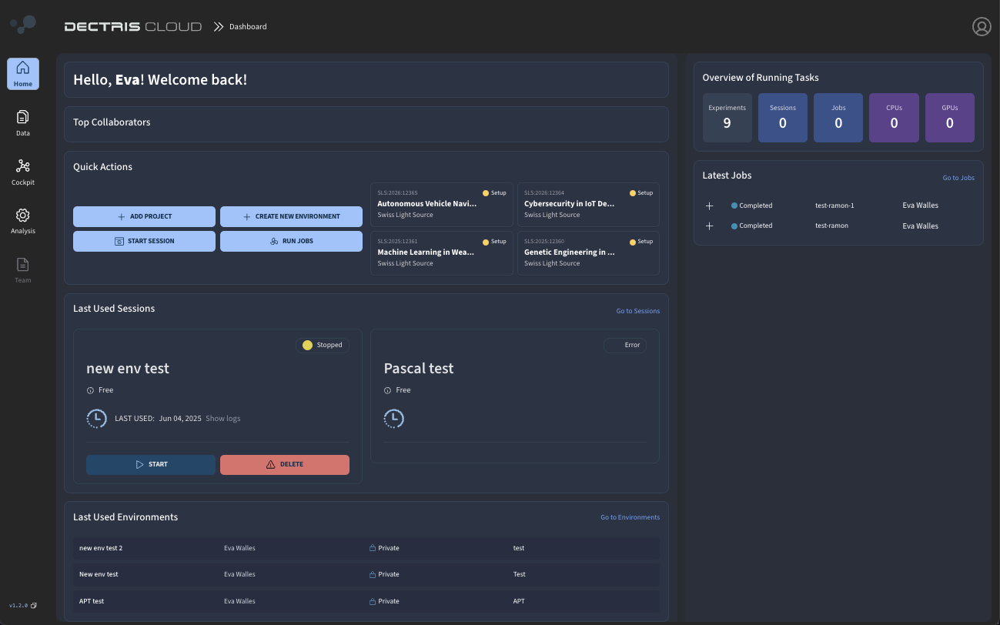 DECTRIS CLOUD
Dashboard
Home
Data
Cockpit
Analysis
Team
v1.2.0
Hello, Eva! Welcome back!
Top Collaborators
Quick Actions
ADD PROJECT
CREATE NEW ENVIRONMENT
START SESSION
RUN JOBS
SLS:2026:12365
Setup
Autonomous Vehicle Navi...
Swiss Light Source
SLS:2026:12364
Setup
Cybersecurity in IoT De...
Swiss Light Source
SLS:2025:12361
Setup
Machine Learning in Wea...
Swiss Light Source
SLS:2025:12360
Setup
Genetic Engineering in ...
Swiss Light Source
Last Used Sessions
Go to Sessions
Stopped
new env test
Free
LAST USED: Jun 04, 2025 Show logs
START
DELETE
Error
Pascal test
Free
Last Used Environments
Go to Environments
new env test 2 Eva Walles Private test
New env test Eva Walles Private Test
APT test Eva Walles Private APT
Overview of Running Tasks
Experiments
9
Sessions
0
Jobs
0
CPUs
0
GPUs
0
Latest Jobs
Go to Jobs
Completed test-ramon-1 Eva Walles
Completed test-ramon Eva Walles